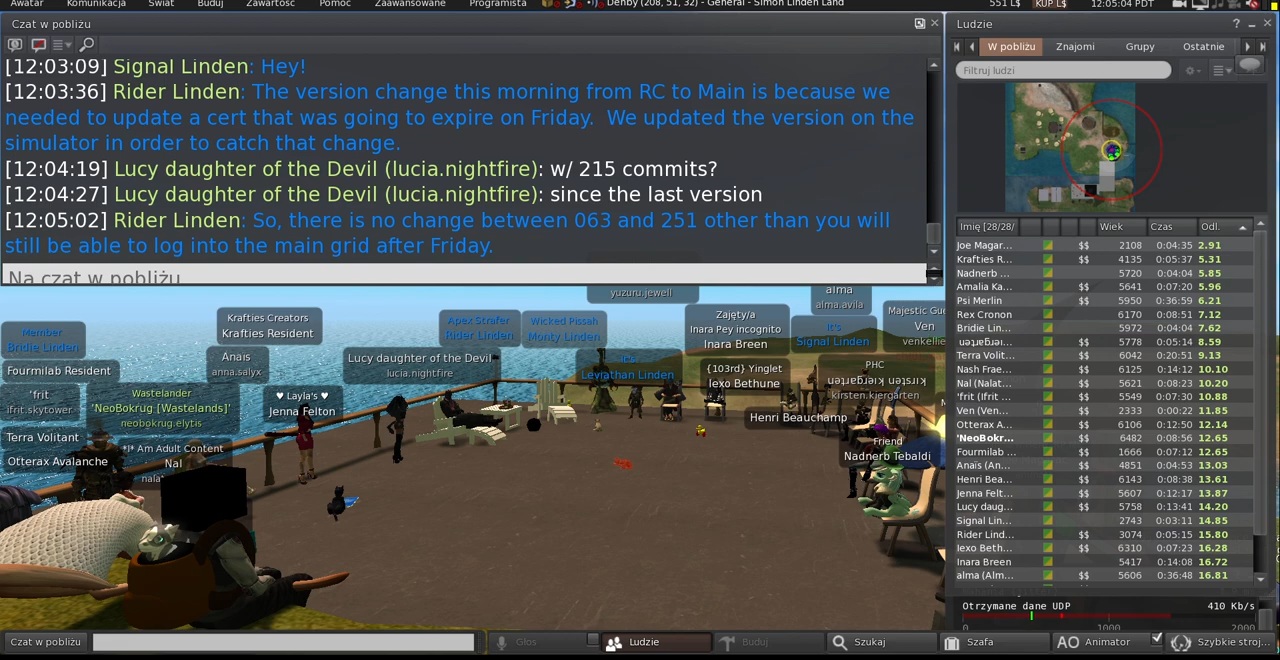 Awatar Komunikacja Świat Buduj Zawartość Pomoc Zaawansowane Programista Denby (208, 51, 32) - General - Simon Linden Land 551 L$ KUP L$ 12:05:04 PDT
Czat w pobliżu
[12:03:09] Signal Linden: Hey!
[12:03:36] Rider Linden: The version change this morning from RC to Main is because we
needed to update a cert that was going to expire on Friday.  We updated the version on the
simulator in order to catch that change.
[12:04:19] Lucy daughter of the Devil (lucia.nightfire): w/ 215 commits?
[12:04:27] Lucy daughter of the Devil (lucia.nightfire): since the last version
[12:05:02] Rider Linden: So, there is no change between 063 and 251 other than you will
still be able to log into the main grid after Friday.
Na czat w pobliżu
yuzuru.jewell
alma
alma.avila
Krafties Creators
Krafties Resident
Member
Bridie Linden
Apex Strafer
Rider Linden
Wicked Pissah
Monty Linden
Zajęty/a
Inara Pey incognito
Inara Breen
It's
Signal Linden
Majestic Gue
Ven
venkellie
Anais
anna.salyx
Fourmilab Resident
Lucy daughter of the Devil
lucia.nightfire
It's
Leviathan Linden
{103rd} Yinglet
Iexo Bethune
PHC
kirsten.kiergarten
'frit
ifrit.skytower
Wastelander
'NeoBokrug [Wastelands]'
neobokrug.elytis
♥ Layla's ♥
Jenna Felton
Henri Beauchamp
Terra Volitant
*I* Am Adult Content
Nal
nala
Otterax Avalanche
Friend
Nadnerb Tebaldi
Ludzie
W pobliżu Znajomi Grupy Ostatnie
Filtruj ludzi
Imię [28/28/ Wiek Czas Odl.
Joe Magar... $$ 2108 0:04:35 2.91
Krafties R... $$ 4135 0:05:37 5.31
Nadnerb ... 5720 0:04:04 5.85
Amalia Ka... $$ 5641 0:07:20 5.96
Psi Merlin $$ 5950 0:36:59 6.21
Rex Cronon 6170 0:08:51 7.12
Bridie Lin... 5972 0:04:04 7.62
$$ 5778 0:05:14 8.59
Terra Volit... $$ 6042 0:20:51 9.13
Nash Frae... $$ 6125 0:14:12 10.10
Nal (Nalat... $$ 5621 0:08:23 10.20
'frit (Ifrit ... $$ 5549 0:07:30 10.88
Ven (Ven... $$ 2333 0:00:22 11.85
Otterax A... $$ 6106 0:12:50 12.14
'NeoBokr... $$ 6482 0:08:56 12.65
Fourmilab ... $$ 1666 0:07:12 12.65
Anaïs (An... $$ 4851 0:04:53 13.03
Henri Bea... $$ 6143 0:08:38 13.61
Jenna Felt... $$ 5607 0:12:17 13.87
Lucy daug... $$ 5758 0:13:41 14.20
Signal Lin... 2743 0:03:11 14.85
Rider Lind... $$ 3074 0:05:15 15.80
Iexo Beth... $$ 6310 0:07:23 16.28
Inara Breen 5417 0:14:08 16.72
alma (Alm... $$ 5606 0:36:48 16.81
Otrzymane dane UDP 410 Kb/s
0 1000 2000
Czat w pobliżu Głos Ludzie Buduj Szukaj Szafa AO Animator Szybkie stroj...